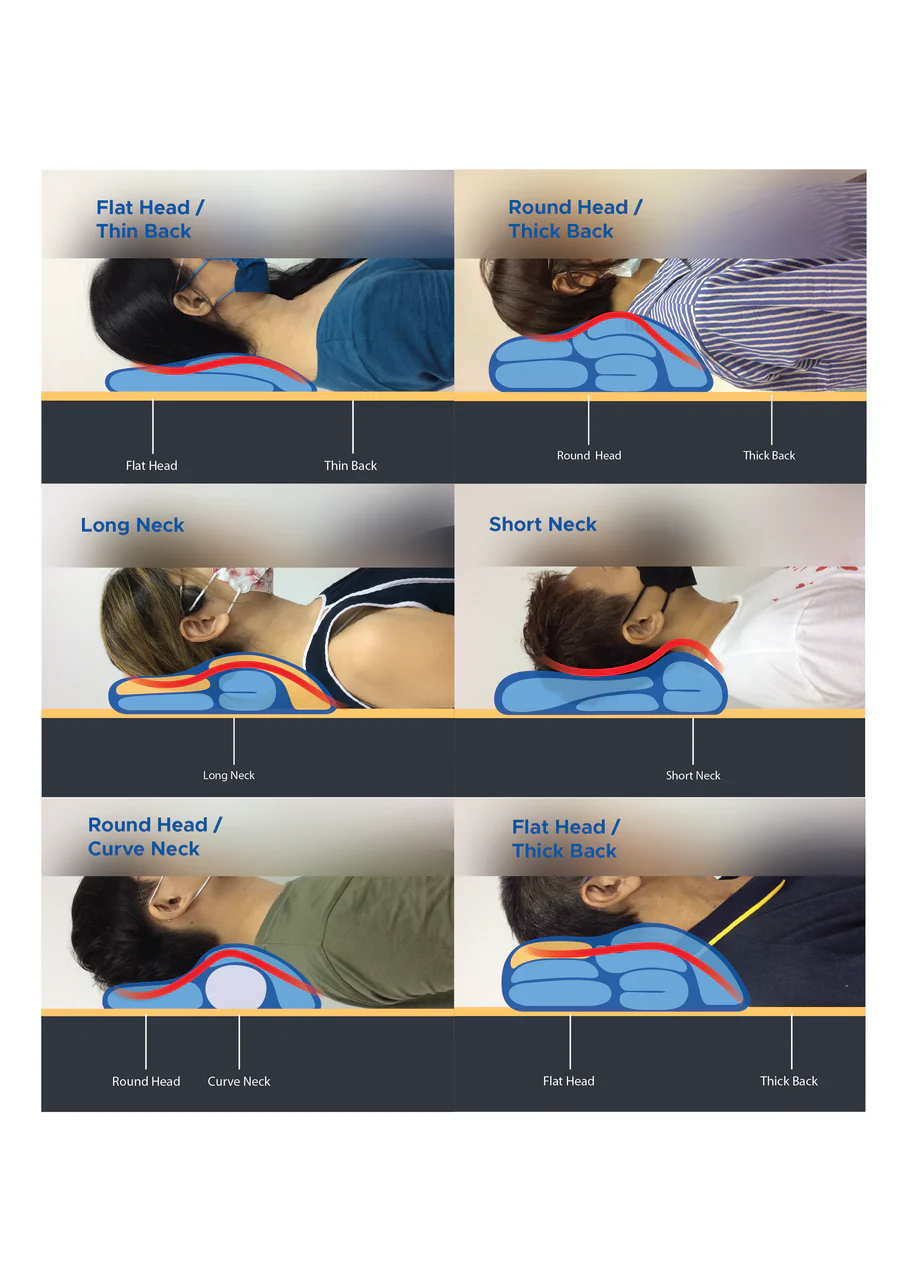 Flat Head /
Thin Back
Flat Head
Thin Back
Round Head /
Thick Back
Round Head
Thick Back
Long Neck
Long Neck
Short Neck
Short Neck
Round Head /
Curve Neck
Round Head
Curve Neck
Flat Head /
Thick Back
Flat Head
Thick Back